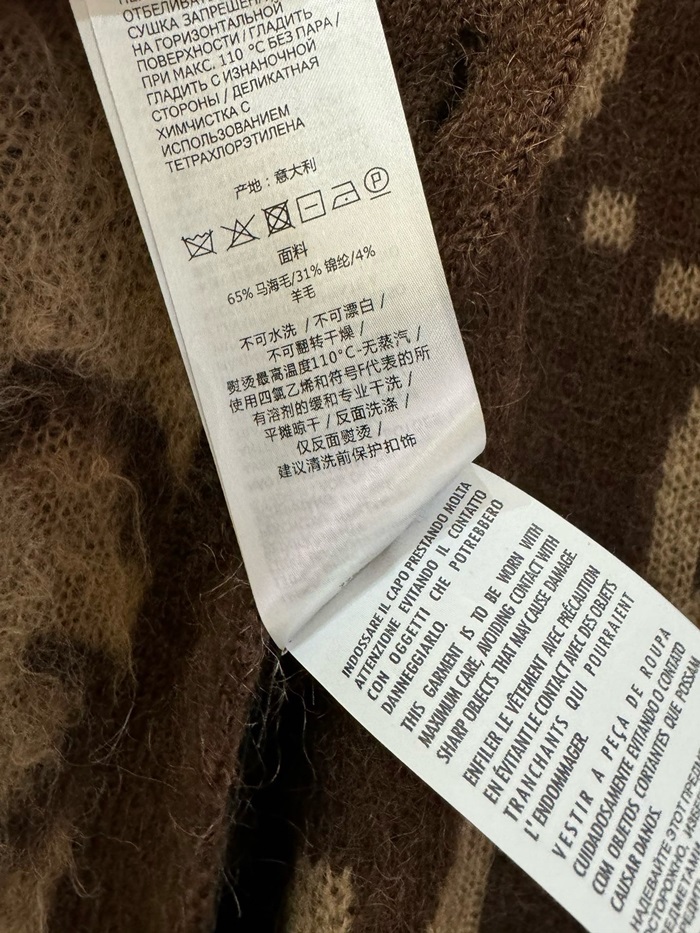 СУШКА ЗАПРЕЩЕНА
НА ГОРИЗОНТАЛЬНОЙ
ПОВЕРХНОСТИ / ГЛАДИТЬ
ПРИ МАКС. 110 °C БЕЗ ПАРА /
ГЛАДИТЬ С ИЗНАНОЧНОЙ
СТОРОНЫ / ДЕЛИКАТНАЯ
ХИМЧИСТКА С
ИСПОЛЬЗОВАНИЕМ
ТЕТРАХЛОРЭТИЛЕНА
产地：意大利
P
面料
65% 马海毛/31% 锦纶/4%
羊毛
不可水洗 / 不可漂白 /
不可翻转干燥 /
熨烫最高温度110°C-无蒸汽 /
使用四氯乙烯和符号F代表的所
有溶剂的缓和专业干洗 /
平摊晾干 / 反面洗涤 /
仅反面熨烫 /
建议清洗前保护扣饰
INDOSSARE IL CAPO PRESTANDO MOLTA
ATTENZIONE EVITANDO IL CONTATTO
CON OGGETTI CHE POTREBBERO
DANNEGGIARLO.
THIS GARMENT IS TO BE WORN WITH
MAXIMUM CARE, AVOIDING CONTACT WITH
SHARP OBJECTS THAT MAY CAUSE DAMAGE.
ENFILER LE VÊTEMENT AVEC PRÉCAUTION
EN ÉVITANT LE CONTACT AVEC DES OBJETS
TRANCHANTS QUI POURRAIENT
L'ENDOMMAGER.
VESTIR A PEÇA DE ROUPA
CUIDADOSAMENTE EVITANDO O CONTATO
COM OBJETOS CORTANTES QUE POSSA
CAUSAR DANOS.
НАДЕВАЙТЕ ЭТОТ
ОСТОРОЖНО,